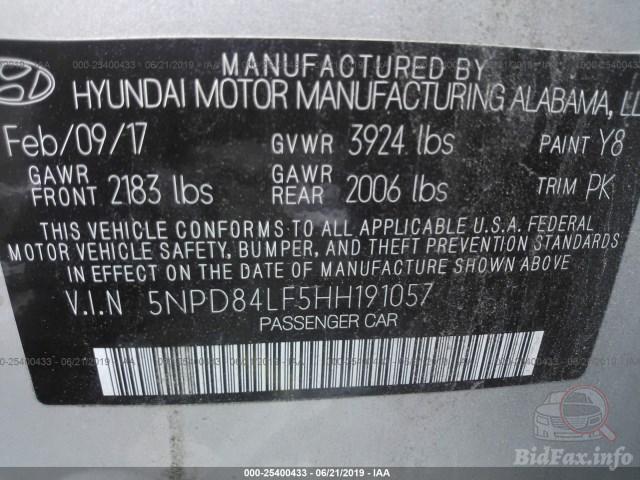 MANUFACTURED BY
HYUNDAI MOTOR MANUFACTURING ALABAMA, LL
Feb/09/17 GVWR 3924 lbs PAINT Y8
GAWR FRONT 2183 lbs GAWR REAR 2006 lbs TRIM PK
THIS VEHICLE CONFORMS TO ALL APPLICABLE U.S.A. FEDERAL
MOTOR VEHICLE SAFETY, BUMPER, AND THEFT PREVENTION STANDARDS
IN EFFECT ON THE DATE OF MANUFACTURE SHOWN ABOVE.
V.I.N 5NPD84LF5HH191057
PASSENGER CAR
BidFax.info
000-25400433 - 06/21/2019 - IAA